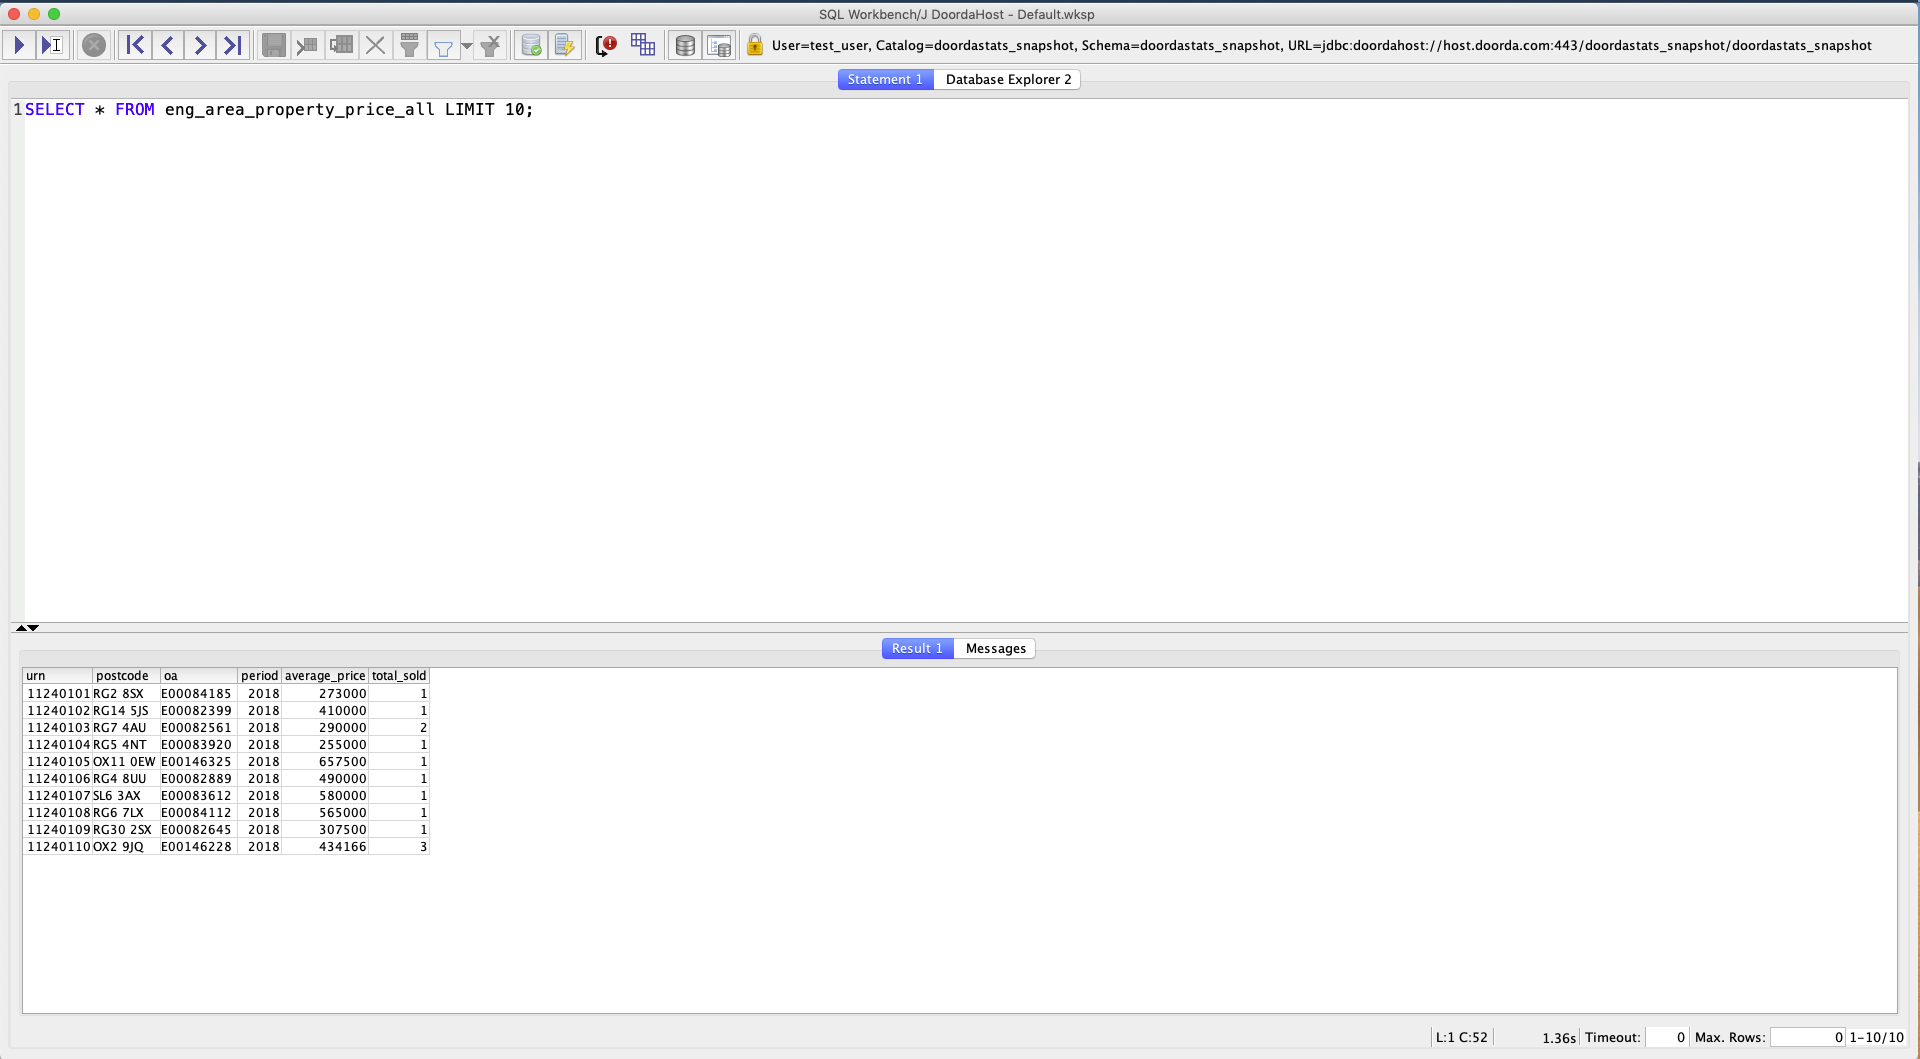 SQL Workbench/J DoordaHost - Default.wksp
User=test_user, Catalog=doordastats_snapshot, Schema=doordastats_snapshot, URL=jdbc:doordahost://host.doorda.com:443/doordastats_snapshot/doordastats_snapshot
Statement 1 Database Explorer 2
1 SELECT * FROM eng_area_property_price_all LIMIT 10;
Result 1 Messages
urn postcode oa period average_price total_sold
11240101 RG2 8SX E00084185 2018 273000 1
11240102 RG14 5JS E00082399 2018 410000 1
11240103 RG7 4AU E00082561 2018 290000 2
11240104 RG5 4NT E00083920 2018 255000 1
11240105 OX11 0EW E00146325 2018 657500 1
11240106 RG4 8UU E00082889 2018 490000 1
11240107 SL6 3AX E00083612 2018 580000 1
11240108 RG6 7LX E00084112 2018 565000 1
11240109 RG30 2SX E00082645 2018 307500 1
11240110 OX2 9JQ E00146228 2018 434166 3
L:1 C:52 1.36s Timeout: 0 Max. Rows: 0 1-10/10